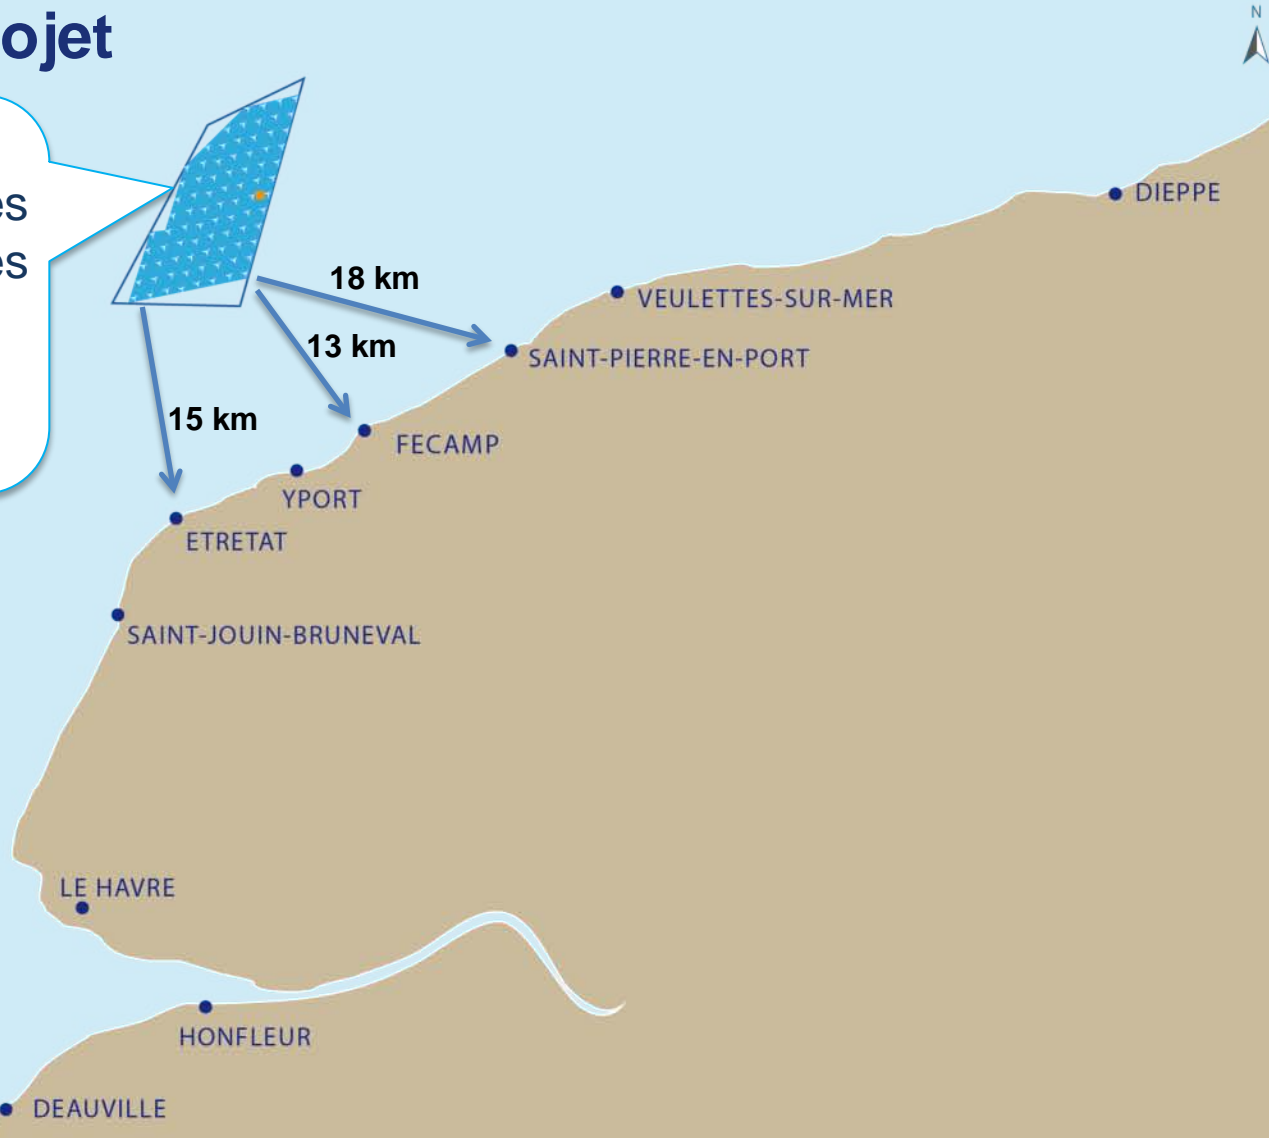 ojet
N
es
es
DIEPPE
18 km
VEULETTES-SUR-MER
13 km
SAINT-PIERRE-EN-PORT
15 km
FECAMP
YPORT
ETRETAT
SAINT-JOUIN-BRUNEVAL
LE HAVRE
HONFLEUR
DEAUVILLE